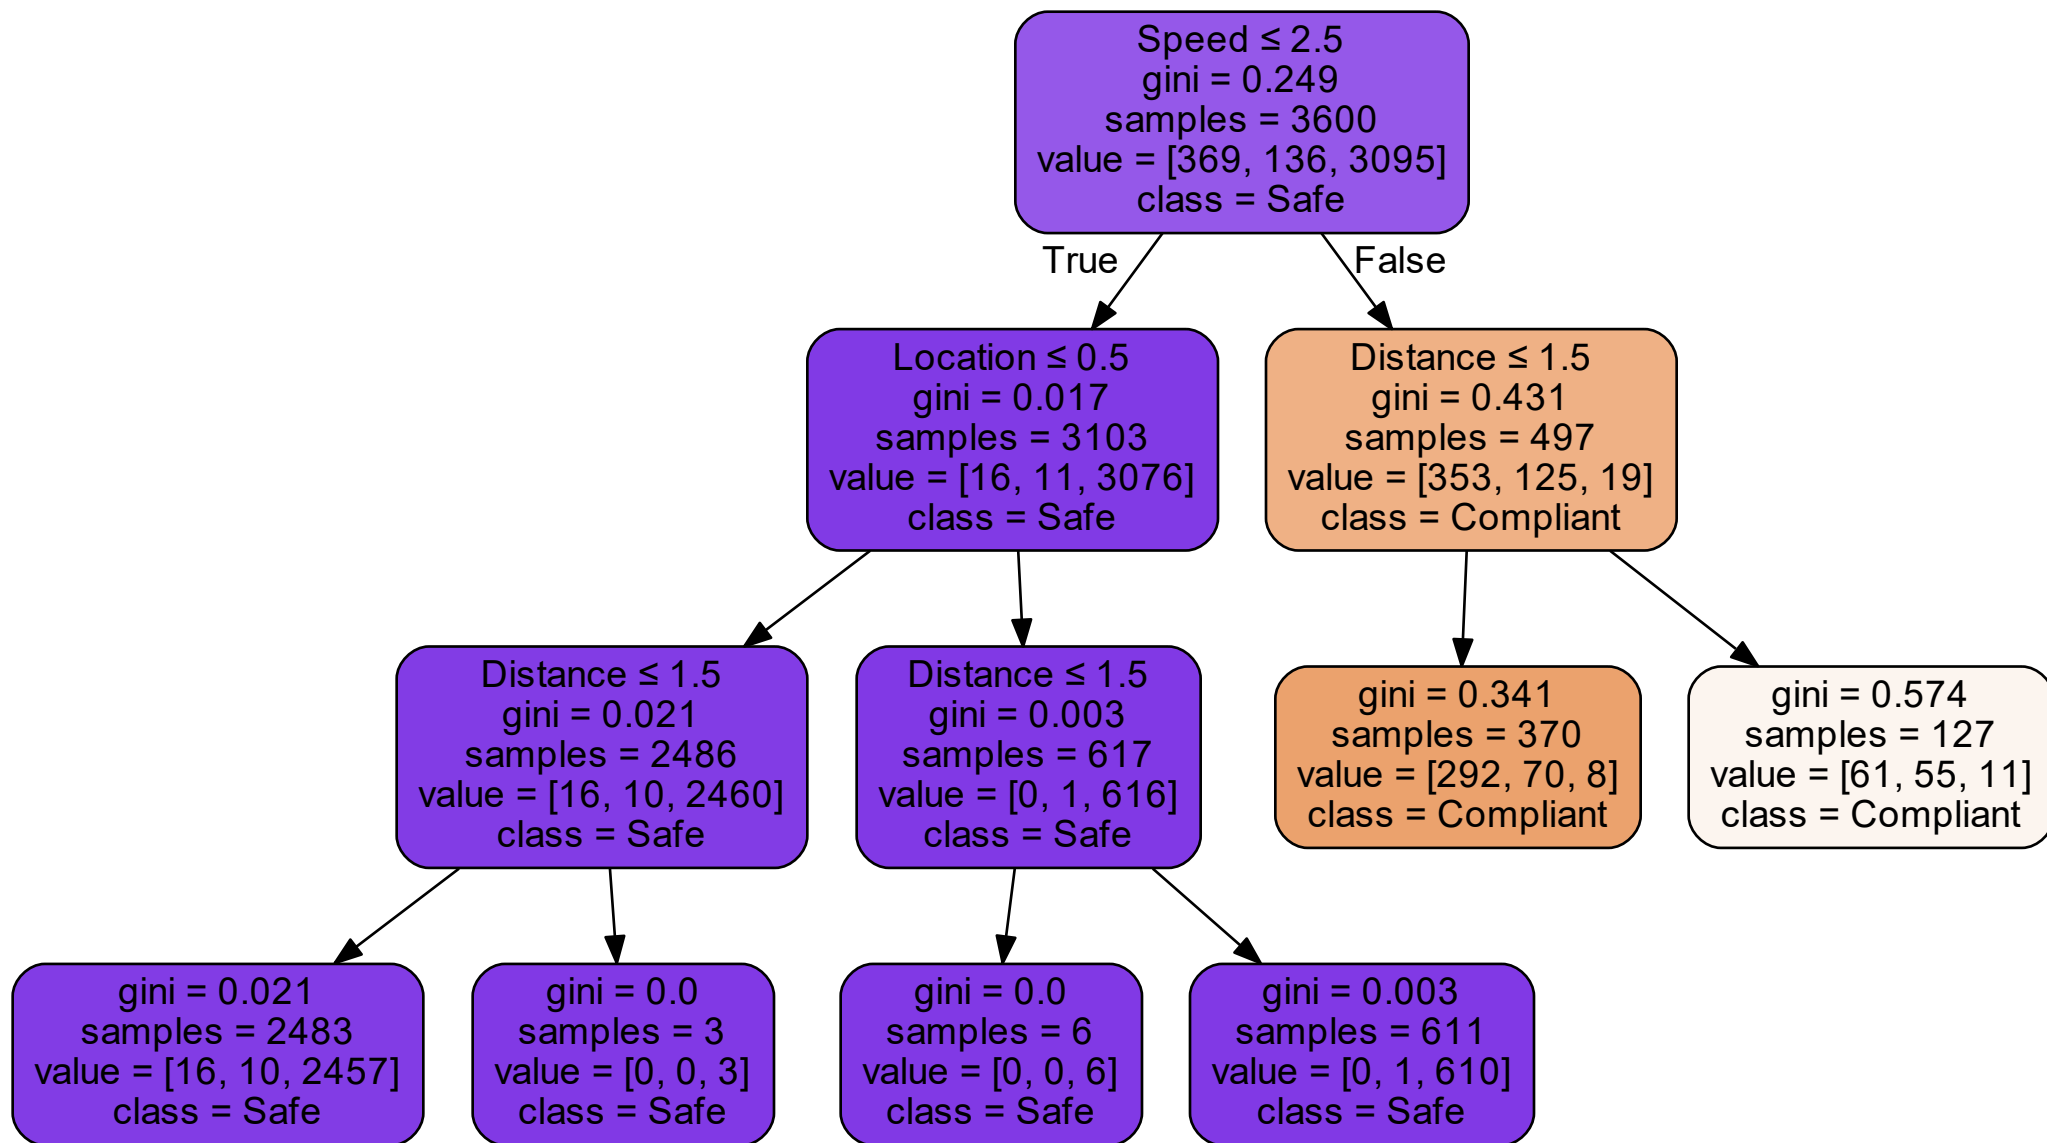 Speed ≤ 2.5
gini = 0.249
samples = 3600
value = [369, 136, 3095]
class = Safe
True
False
Location ≤ 0.5
gini = 0.017
samples = 3103
value = [16, 11, 3076]
class = Safe
Distance ≤ 1.5
gini = 0.431
samples = 497
value = [353, 125, 19]
class = Compliant
Distance ≤ 1.5
gini = 0.021
samples = 2486
value = [16, 10, 2460]
class = Safe
Distance ≤ 1.5
gini = 0.003
samples = 617
value = [0, 1, 616]
class = Safe
gini = 0.341
samples = 370
value = [292, 70, 8]
class = Compliant
gini = 0.574
samples = 127
value = [61, 55, 11]
class = Compliant
gini = 0.021
samples = 2483
value = [16, 10, 2457]
class = Safe
gini = 0.0
samples = 3
value = [0, 0, 3]
class = Safe
gini = 0.0
samples = 6
value = [0, 0, 6]
class = Safe
gini = 0.003
samples = 611
value = [0, 1, 610]
class = Safe